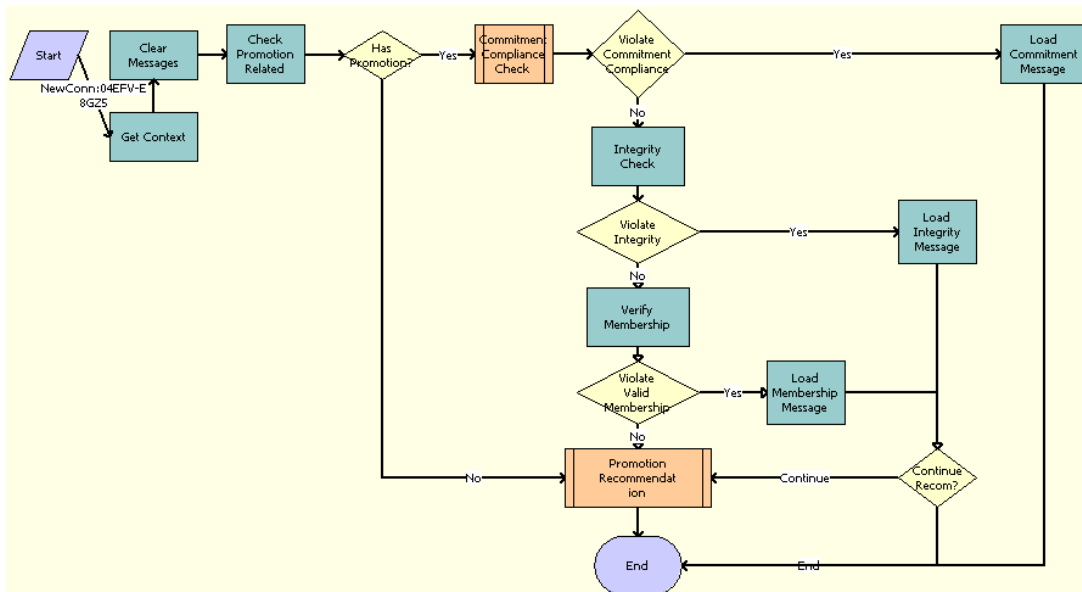 Start
NewConn:04EFV-E
8GZ5
Get Context
Clear
Messages
Check
Promotion
Related
Has
Promotion?
Yes
Commitment
Compliance
Check
Violate
Commitment
Compliance
Yes
Load
Commitment
Message
No
Integrity
Check
Violate
Integrity
Yes
Load
Integrity
Message
No
Verify
Membership
Violate
Valid
Membership
Yes
Load
Membership
Message
No
No
Promotion
Recommendat
ion
Continue
Continue
Recom?
End
End